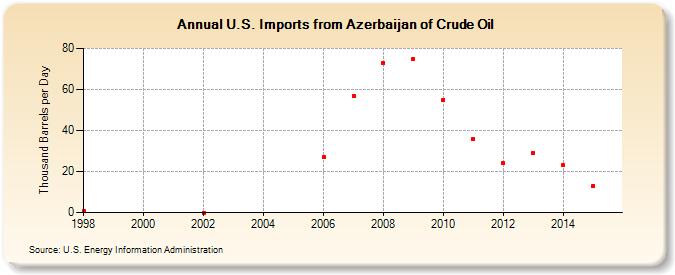 Annual U.S. Imports from Azerbaijan of Crude Oil
Thousand Barrels per Day
80
60
40
20
0
1998 2000 2002 2004 2006 2008 2010 2012 2014
Source: U.S. Energy Information Administration